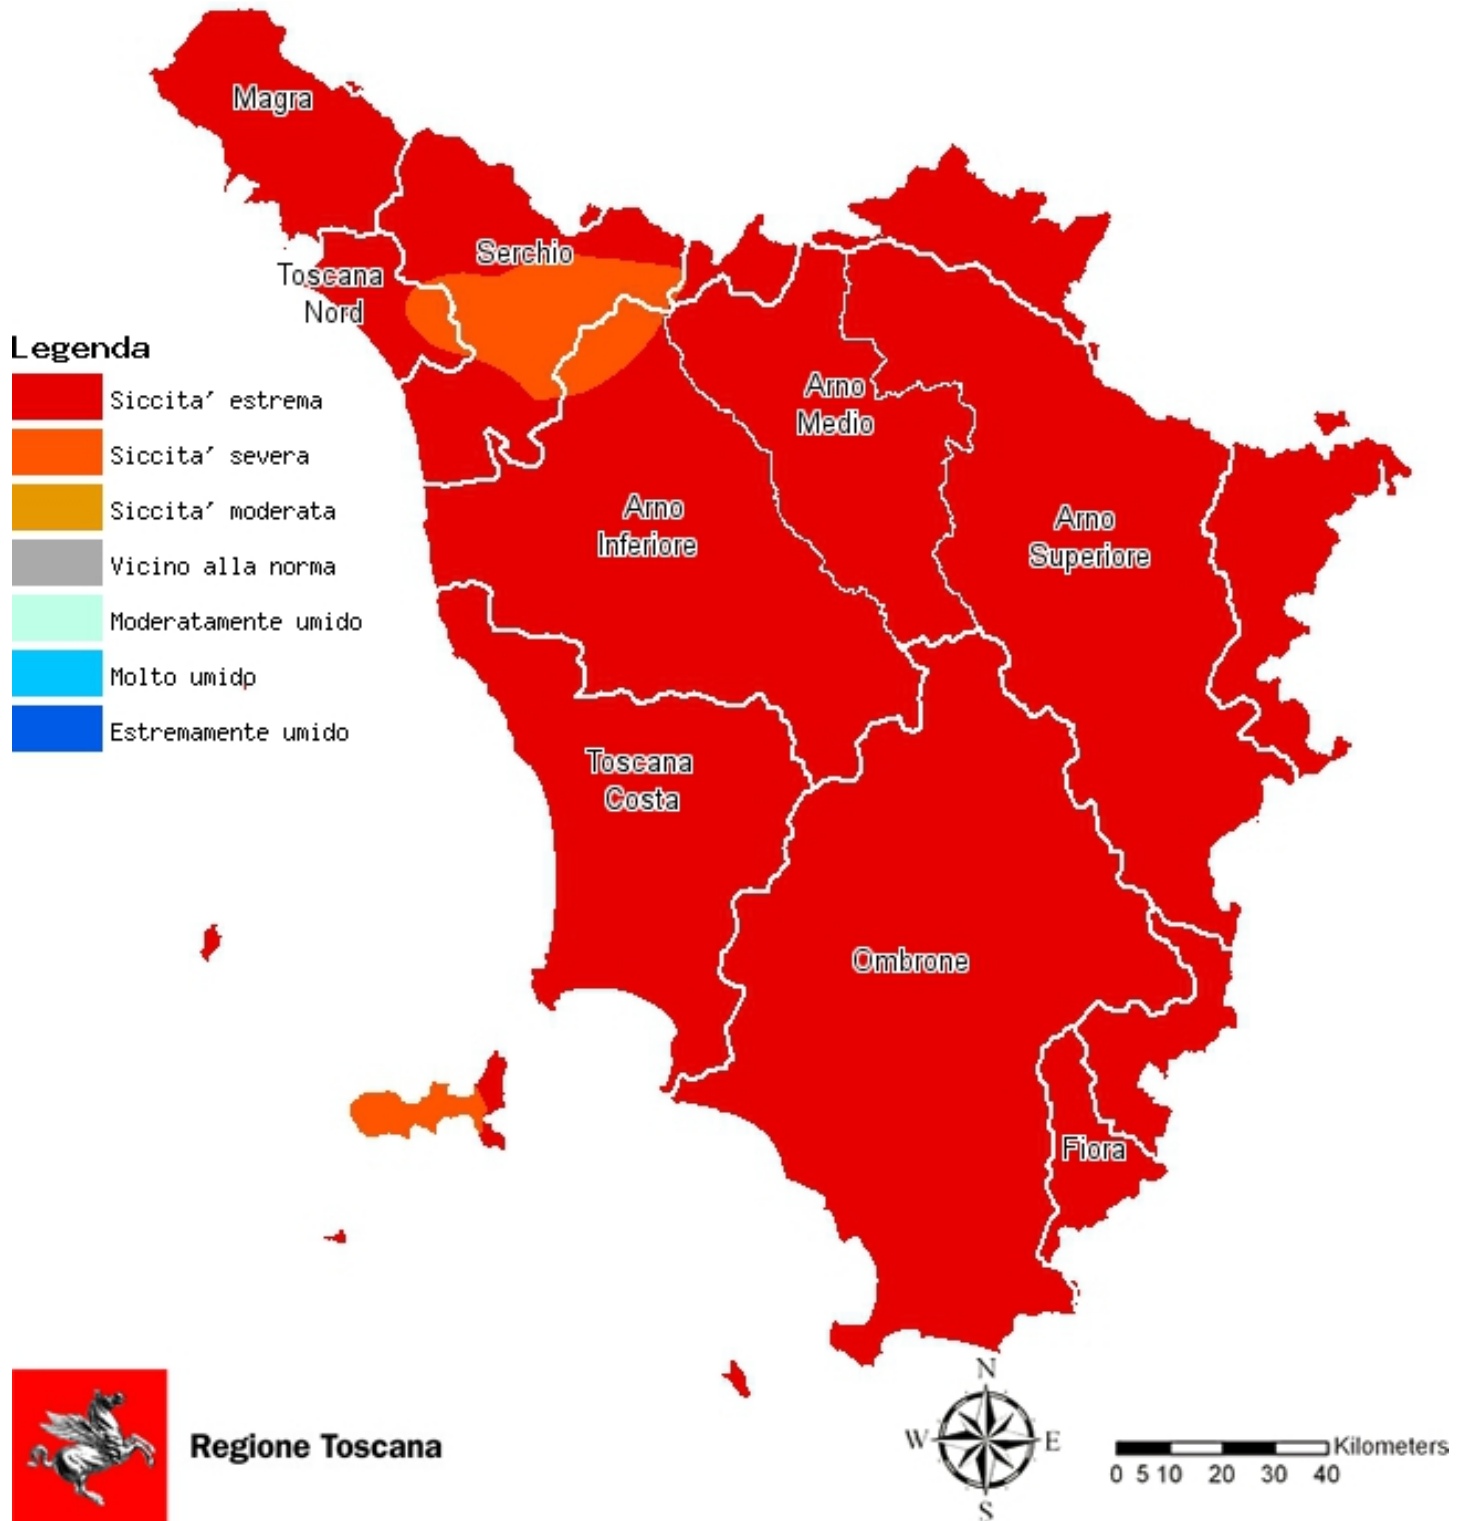 Magra
Serchio
Toscana
Nord
Legenda
Siccita' estrema
Siccita' severa
Siccita' moderata
Vicino alla norma
Moderatamente umido
Molto umido
Estremamente umido
Arno
Medio
Arno
Inferiore
Arno
Superiore
Toscana
Costa
Ombrone
Fiora
Regione Toscana
N
W E
S
Kilometers
0 5 10 20 30 40